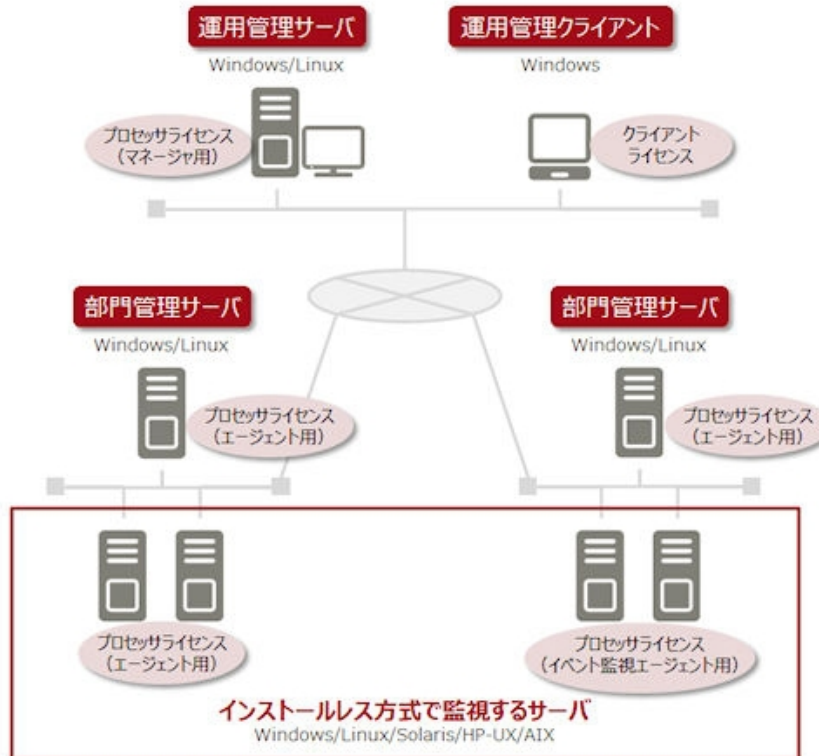 運用管理サーバ
運用管理クライアント
Windows/Linux
Windows
プロセッサライセンス
（マネージャ用）
クライアント
ライセンス
部門管理サーバ
部門管理サーバ
Windows/Linux
Windows/Linux
プロセッサライセンス
（エージェント用）
プロセッサライセンス
（エージェント用）
プロセッサライセンス
（エージェント用）
プロセッサライセンス
（イベント監視エージェント用）
インストールレス方式で監視するサーバ
Windows/Linux/Solaris/HP-UX/AIX